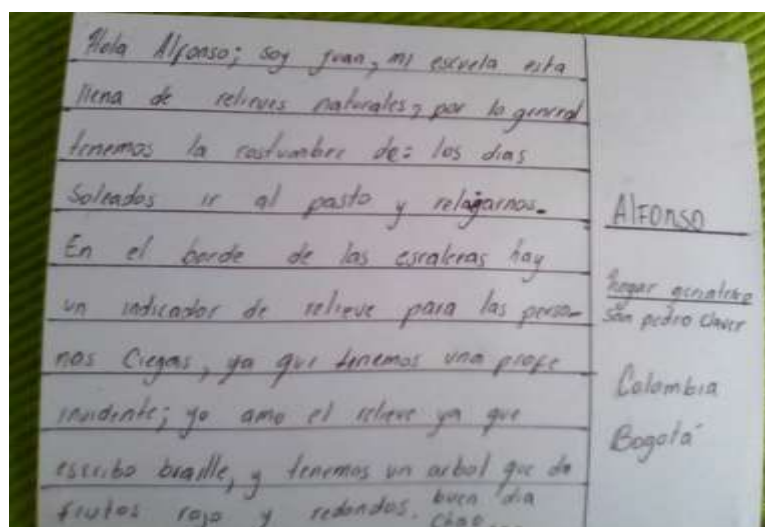 Hola Alfonso; soy juan, mi escuela esta
llena de relieves naturales, por lo general
tenemos la costumbre de: los dias
Soleados ir al pasto y relajarnos.
En el borde de las escaleras hay
un indicador de relieve para las perso-
nas Ciegas, ya que tenemos una profe
invidente; yo amo el relieve ya que
escribo braille, y tenemos un arbol que da
frutos rojo y redondos. buen dia
chao
Alfonso
hogar geriatrico
San pedro claver
Colombia
Bogotá